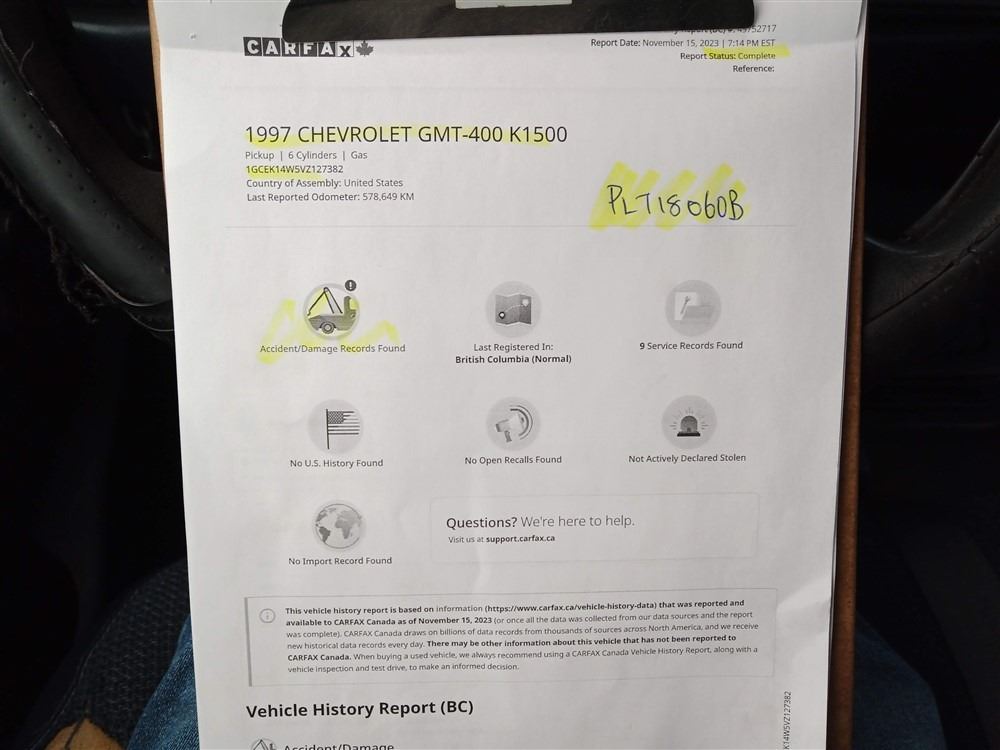 CARFAX
Report Date: November 15, 2023 | 7:14 PM EST
Report Status: Complete
Reference:
1997 CHEVROLET GMT-400 K1500
Pickup | 6 Cylinders | Gas
1GCEK14W5VZ127382
Country of Assembly: United States
Last Reported Odometer: 578,649 KM
PLT18060B
Accident/Damage Records Found
Last Registered In:
British Columbia (Normal)
9 Service Records Found
No U.S. History Found
No Open Recalls Found
Not Actively Declared Stolen
No Import Record Found
Questions? We're here to help.
Visit us at support.carfax.ca
This vehicle history report is based on information (https://www.carfax.ca/vehicle-history-data) that was reported and
available to CARFAX Canada as of November 15, 2023 (or once all the data was collected from our data sources and the report
was complete). CARFAX Canada draws on billions of data records from thousands of sources across North America, and we receive
new historical data records every day. There may be other information about this vehicle that has not been reported to
CARFAX Canada. When buying a used vehicle, we always recommend using a CARFAX Canada Vehicle History Report, along with a
vehicle inspection and test drive, to make an informed decision.
Vehicle History Report (BC)
Accident/Damage
K14W5VZ127382